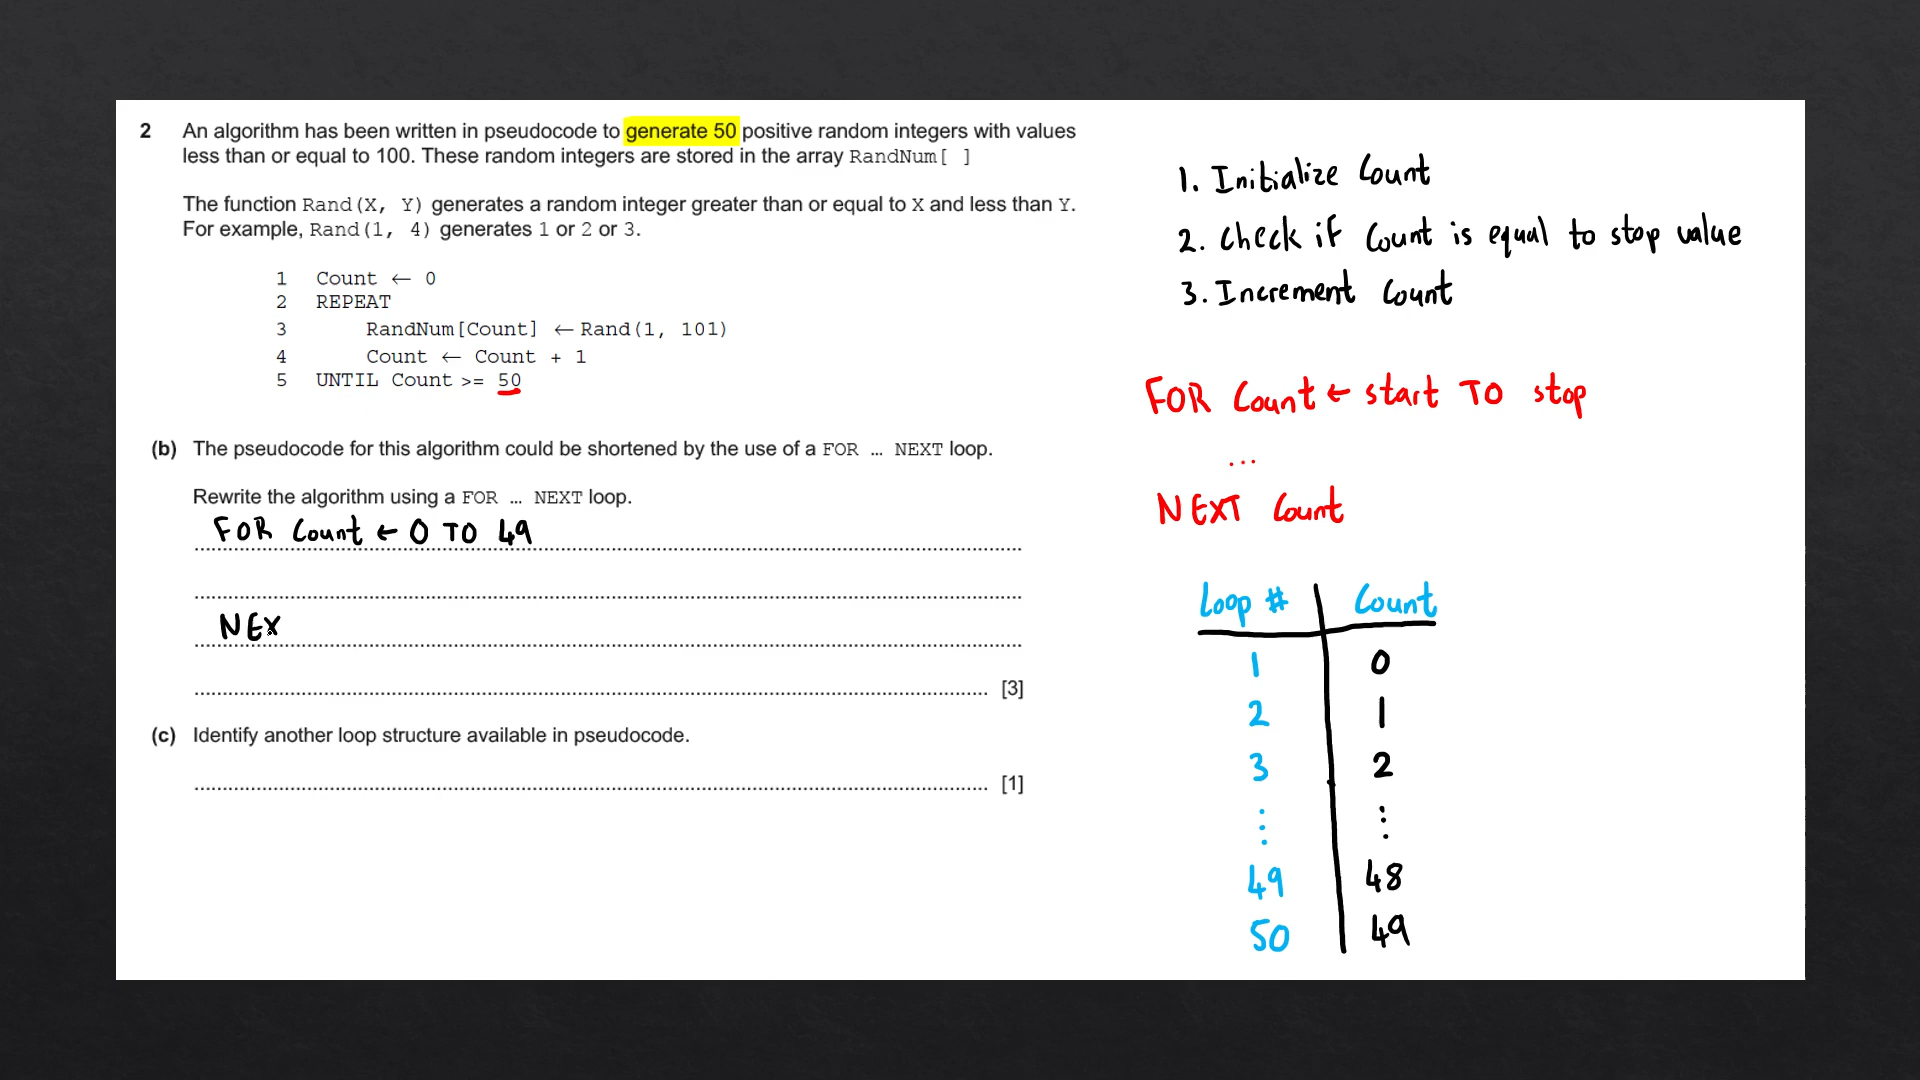 2 An algorithm has been written in pseudocode to generate 50 positive random integers with values
less than or equal to 100. These random integers are stored in the array RandNum[ ]
The function Rand(X, Y) generates a random integer greater than or equal to X and less than Y.
For example, Rand(1, 4) generates 1 or 2 or 3.
1 Count ← 0
2 REPEAT
3 RandNum[Count] ← Rand(1, 101)
4 Count ← Count + 1
5 UNTIL Count >= 50
(b) The pseudocode for this algorithm could be shortened by the use of a FOR … NEXT loop.
Rewrite the algorithm using a FOR … NEXT loop.
FOR Count ← 0 TO 49
NEX
[3]
(c) Identify another loop structure available in pseudocode.
[1]
1. Initialize Count
2. Check if Count is equal to stop value
3. Increment Count
FOR Count ← start TO stop
...
NEXT Count
Loop # Count
1 0
2 1
3 2
⋮ ⋮
49 48
50 49